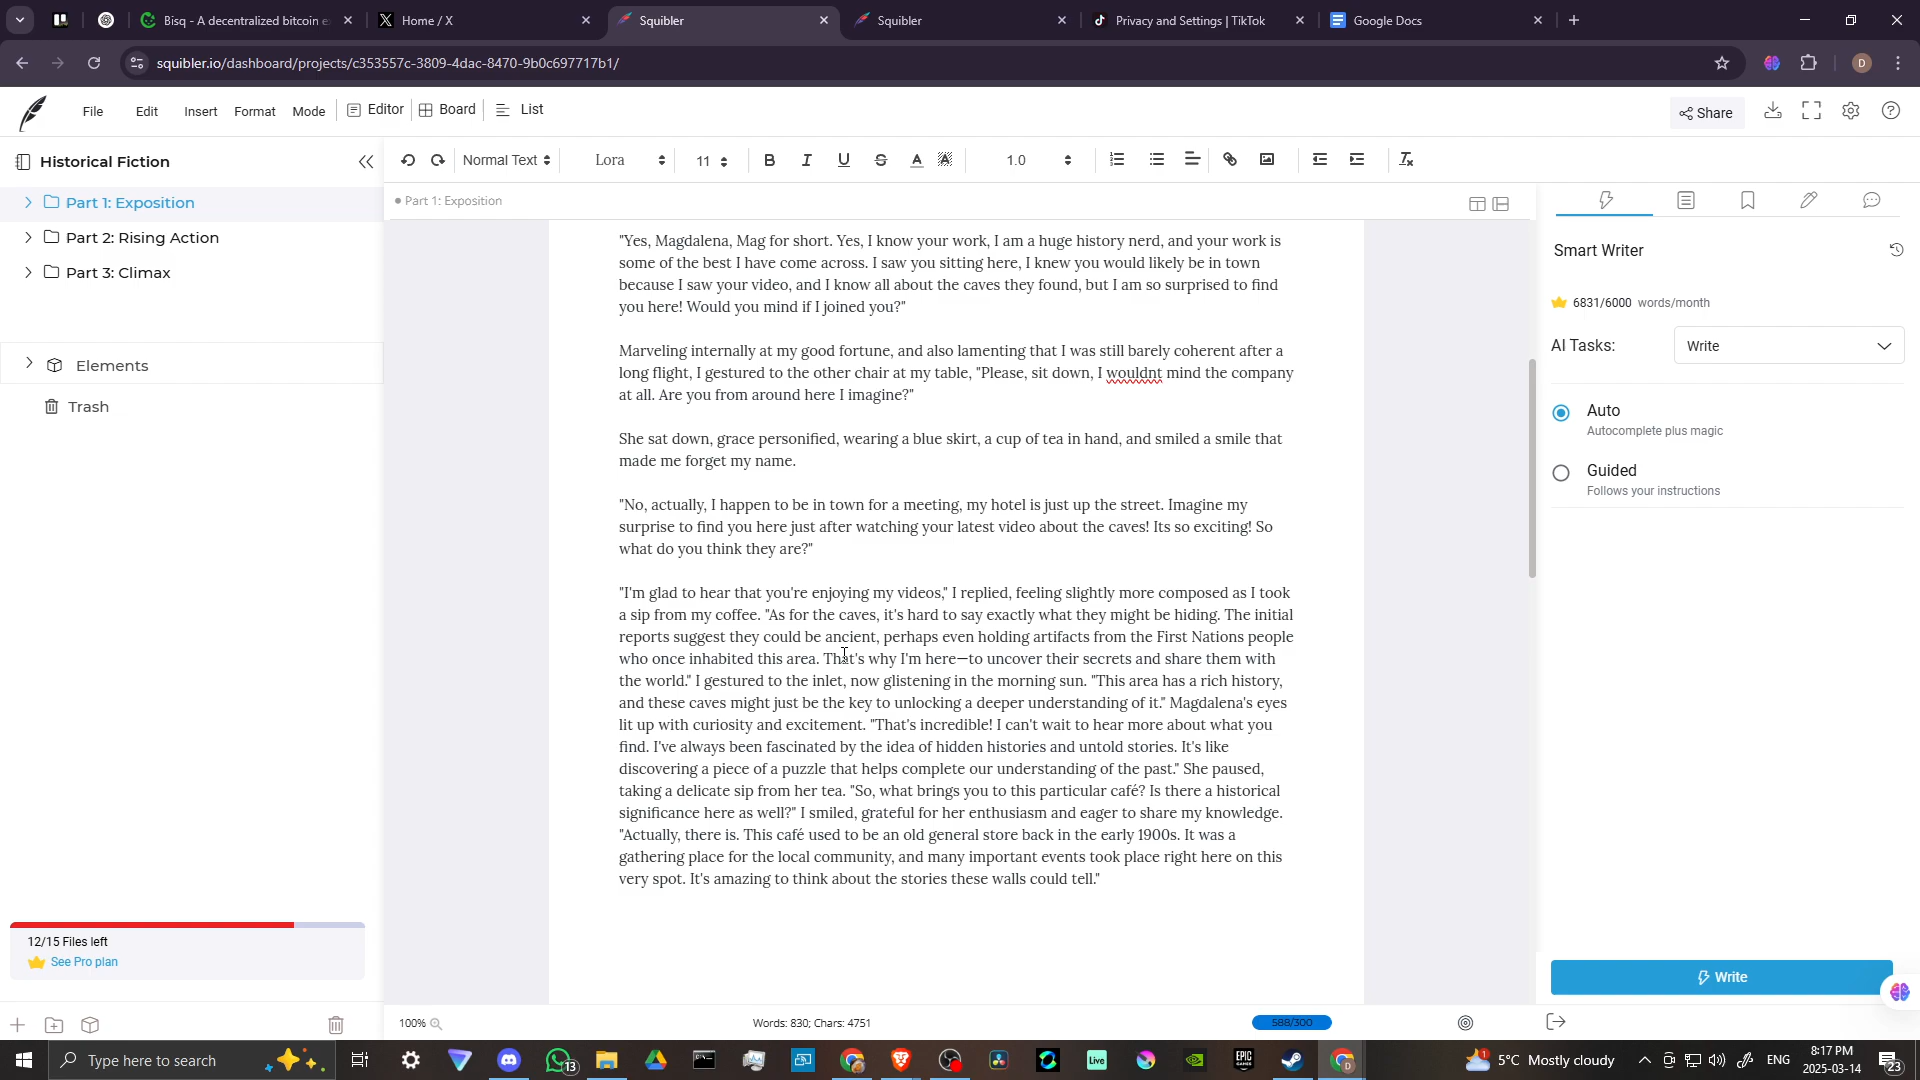 Bisq - A decentralized bitcoin e
Home / X
Squibler
Squibler
Privacy and Settings | TikTok
Google Docs
squibler.io/dashboard/projects/c353557c-3809-4dac-8470-9b0c697717b1/
D
File
Edit
Insert
Format
Mode
Editor
Board
List
Share
Historical Fiction
Normal Text
Lora
11
1.0
Part 1: Exposition
Part 2: Rising Action
Part 3: Climax
Elements
Trash
12/15 Files left
See Pro plan
Part 1: Exposition
"Yes, Magdalena, Mag for short. Yes, I know your work, I am a huge history nerd, and your work is
some of the best I have come across. I saw you sitting here, I knew you would likely be in town
because I saw your video, and I know all about the caves they found, but I am so surprised to find
you here! Would you mind if I joined you?"
Marveling internally at my good fortune, and also lamenting that I was still barely coherent after a
long flight, I gestured to the other chair at my table, "Please, sit down, I wouldnt mind the company
at all. Are you from around here I imagine?"
She sat down, grace personified, wearing a blue skirt, a cup of tea in hand, and smiled a smile that
made me forget my name.
"No, actually, I happen to be in town for a meeting, my hotel is just up the street. Imagine my
surprise to find you here just after watching your latest video about the caves! Its so exciting! So
what do you think they are?"
"I'm glad to hear that you're enjoying my videos," I replied, feeling slightly more composed as I took
a sip from my coffee. "As for the caves, it's hard to say exactly what they might be hiding. The initial
reports suggest they could be ancient, perhaps even holding artifacts from the First Nations people
who once inhabited this area. That's why I'm here—to uncover their secrets and share them with
the world." I gestured to the inlet, now glistening in the morning sun. "This area has a rich history,
and these caves might just be the key to unlocking a deeper understanding of it." Magdalena's eyes
lit up with curiosity and excitement. "That's incredible! I can't wait to hear more about what you
find. I've always been fascinated by the idea of hidden histories and untold stories. It's like
discovering a piece of a puzzle that helps complete our understanding of the past." She paused,
taking a delicate sip from her tea. "So, what brings you to this particular café? Is there a historical
significance here as well?" I smiled, grateful for her enthusiasm and eager to share my knowledge.
"Actually, there is. This café used to be an old general store back in the early 1900s. It was a
gathering place for the local community, and many important events took place right here on this
very spot. It's amazing to think about the stories these walls could tell."
Smart Writer
6831/6000 words/month
AI Tasks:
Write
Auto
Autocomplete plus magic
Guided
Follows your instructions
Write
100%
Words: 830; Chars: 4751
588/300
Type here to search
13
Live
EPIC
GAMES
D
1
5°C Mostly cloudy
ENG
8:17 PM
2025-03-14
23